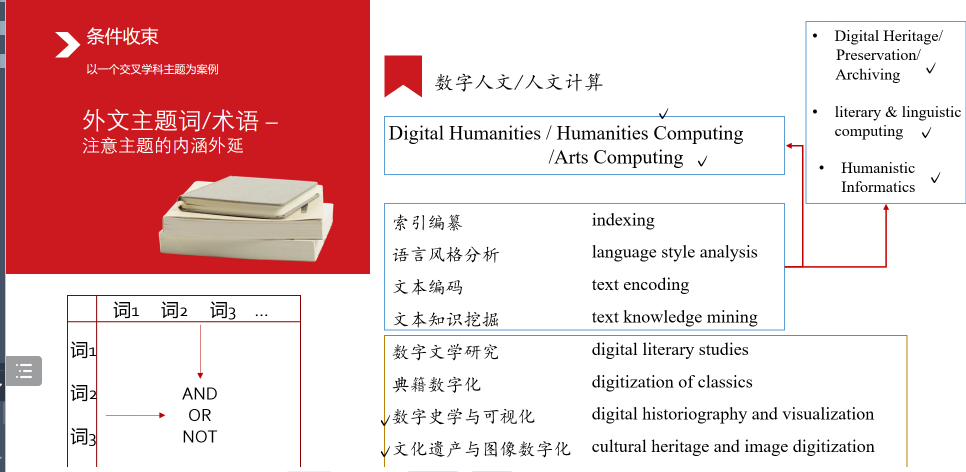 条件收束
以一个交叉学科主题为案例
外文主题词/术语 –
注意主题的内涵外延
词1 词2 词3 …
词1
词2
词3
AND
OR
NOT
数字人文/人文计算
Digital Humanities / Humanities Computing
/Arts Computing
索引编纂 indexing
语言风格分析 language style analysis
文本编码 text encoding
文本知识挖掘 text knowledge mining
数字文学研究 digital literary studies
典籍数字化 digitization of classics
数字史学与可视化 digital historiography and visualization
文化遗产与图像数字化 cultural heritage and image digitization
• Digital Heritage/
Preservation/
Archiving
• literary & linguistic
computing
• Humanistic
Informatics